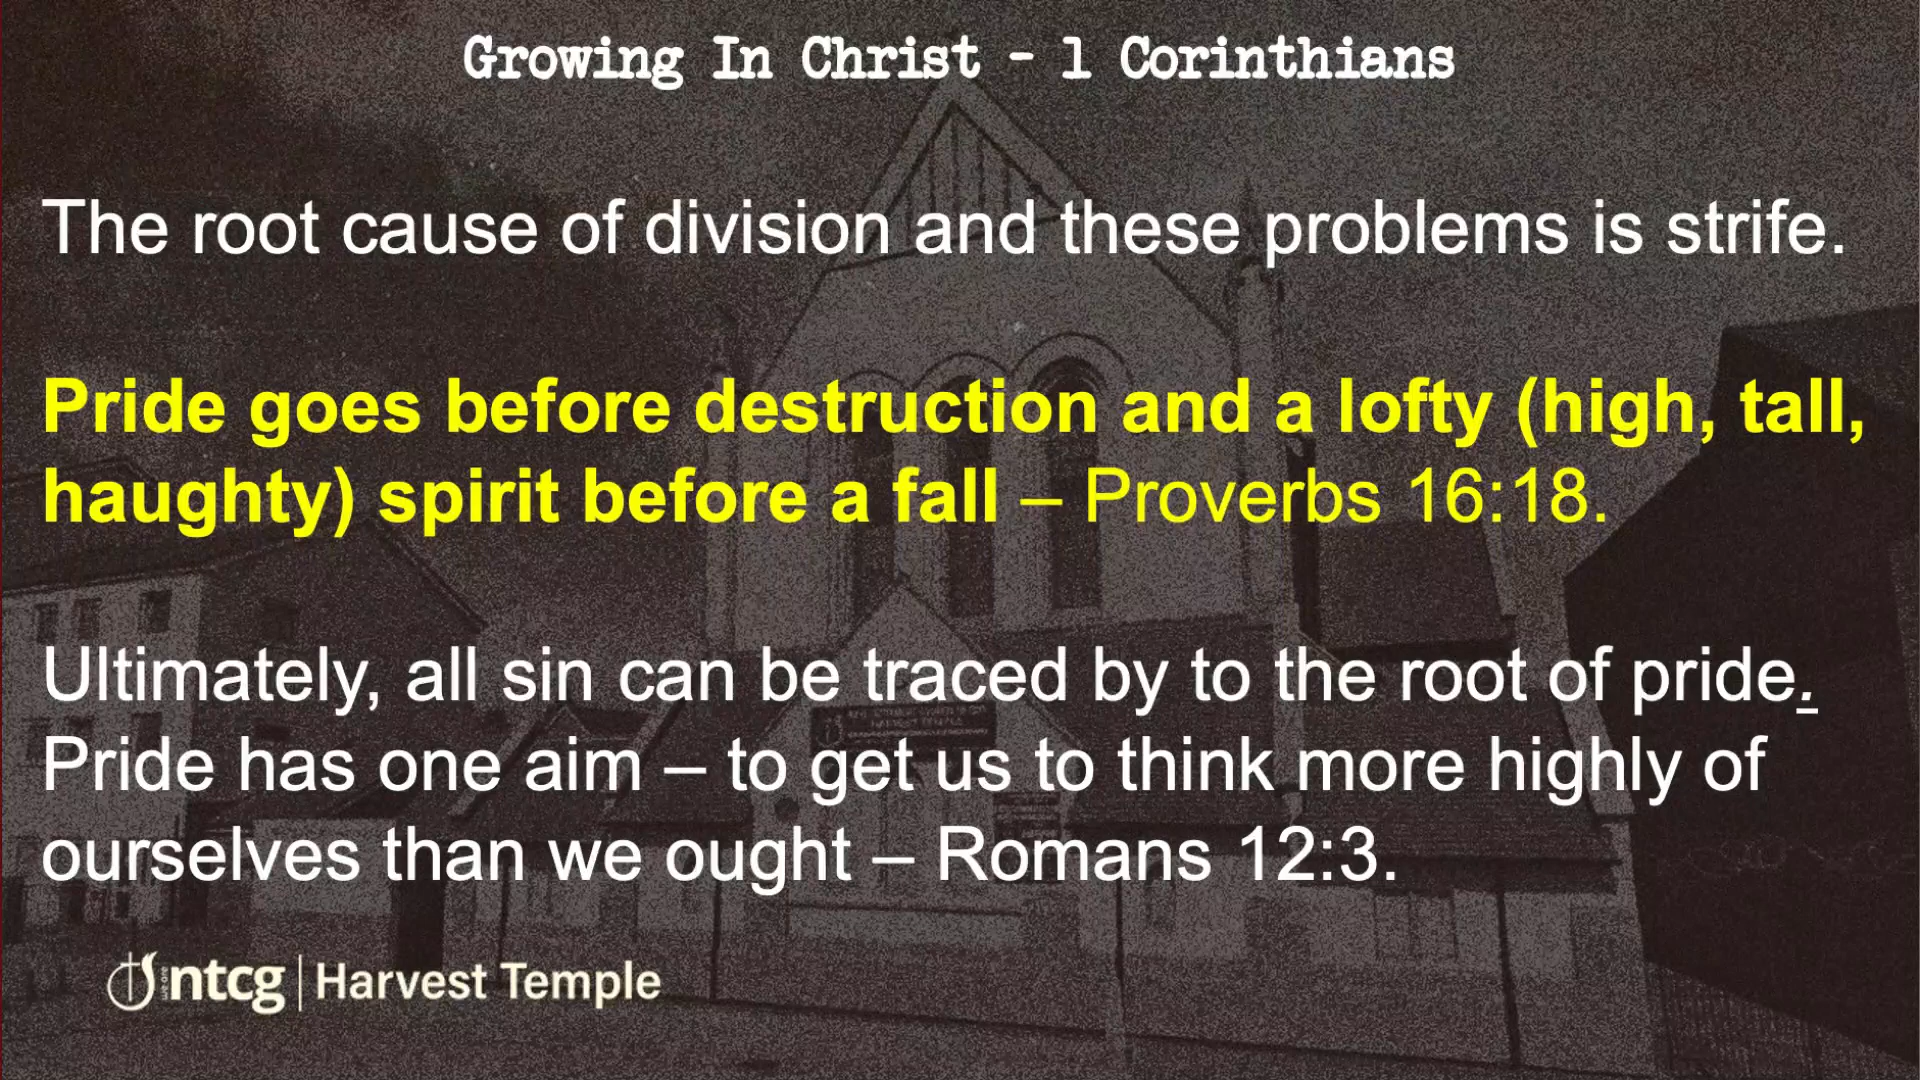 Growing In Christ - 1 Corinthians
The root cause of division and these problems is strife.
Pride goes before destruction and a lofty (high, tall,
haughty) spirit before a fall – Proverbs 16:18.
Ultimately, all sin can be traced by to the root of pride.
Pride has one aim – to get us to think more highly of
ourselves than we ought – Romans 12:3.
we are ntcg | Harvest Temple